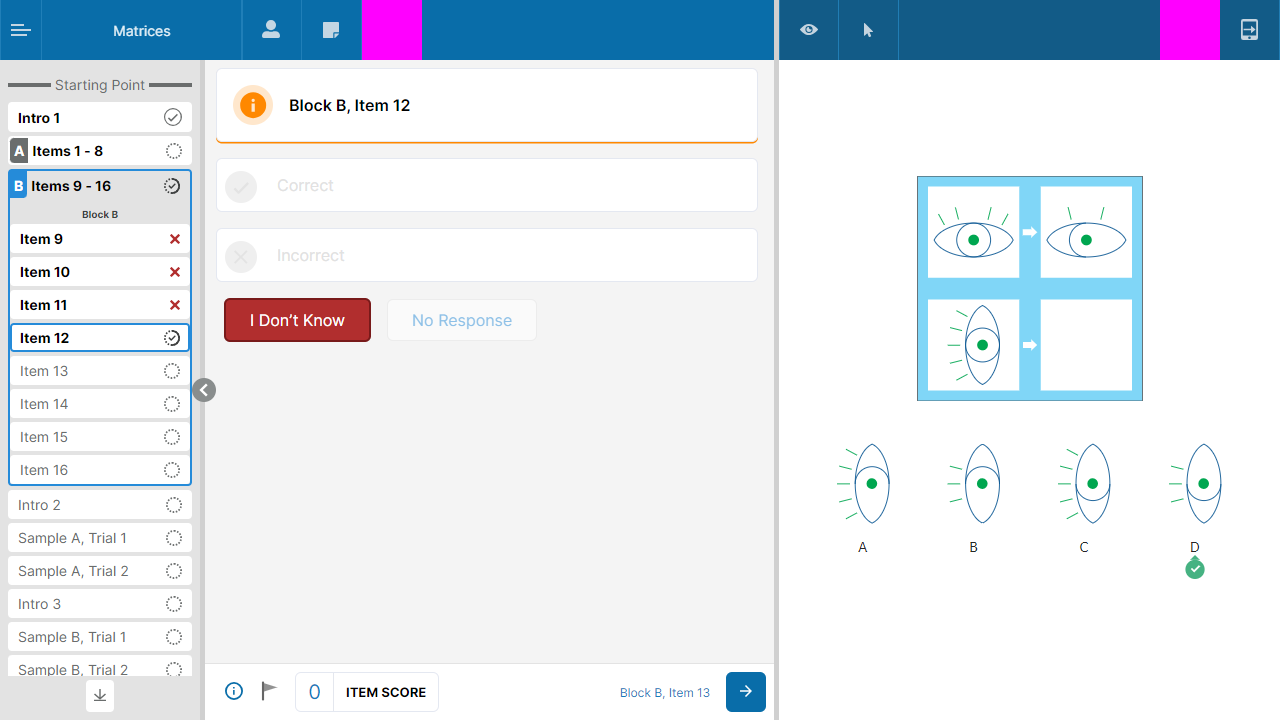 Matrices
Starting Point
Intro 1
A Items 1 - 8
B Items 9 - 16
Block B
Item 9
Item 10
Item 11
Item 12
Item 13
Item 14
Item 15
Item 16
Intro 2
Sample A, Trial 1
Sample A, Trial 2
Intro 3
Sample B, Trial 1
Sample B, Trial 2
Block B, Item 12
Correct
Incorrect
I Don't Know
No Response
0 ITEM SCORE
Block B, Item 13
A B C D